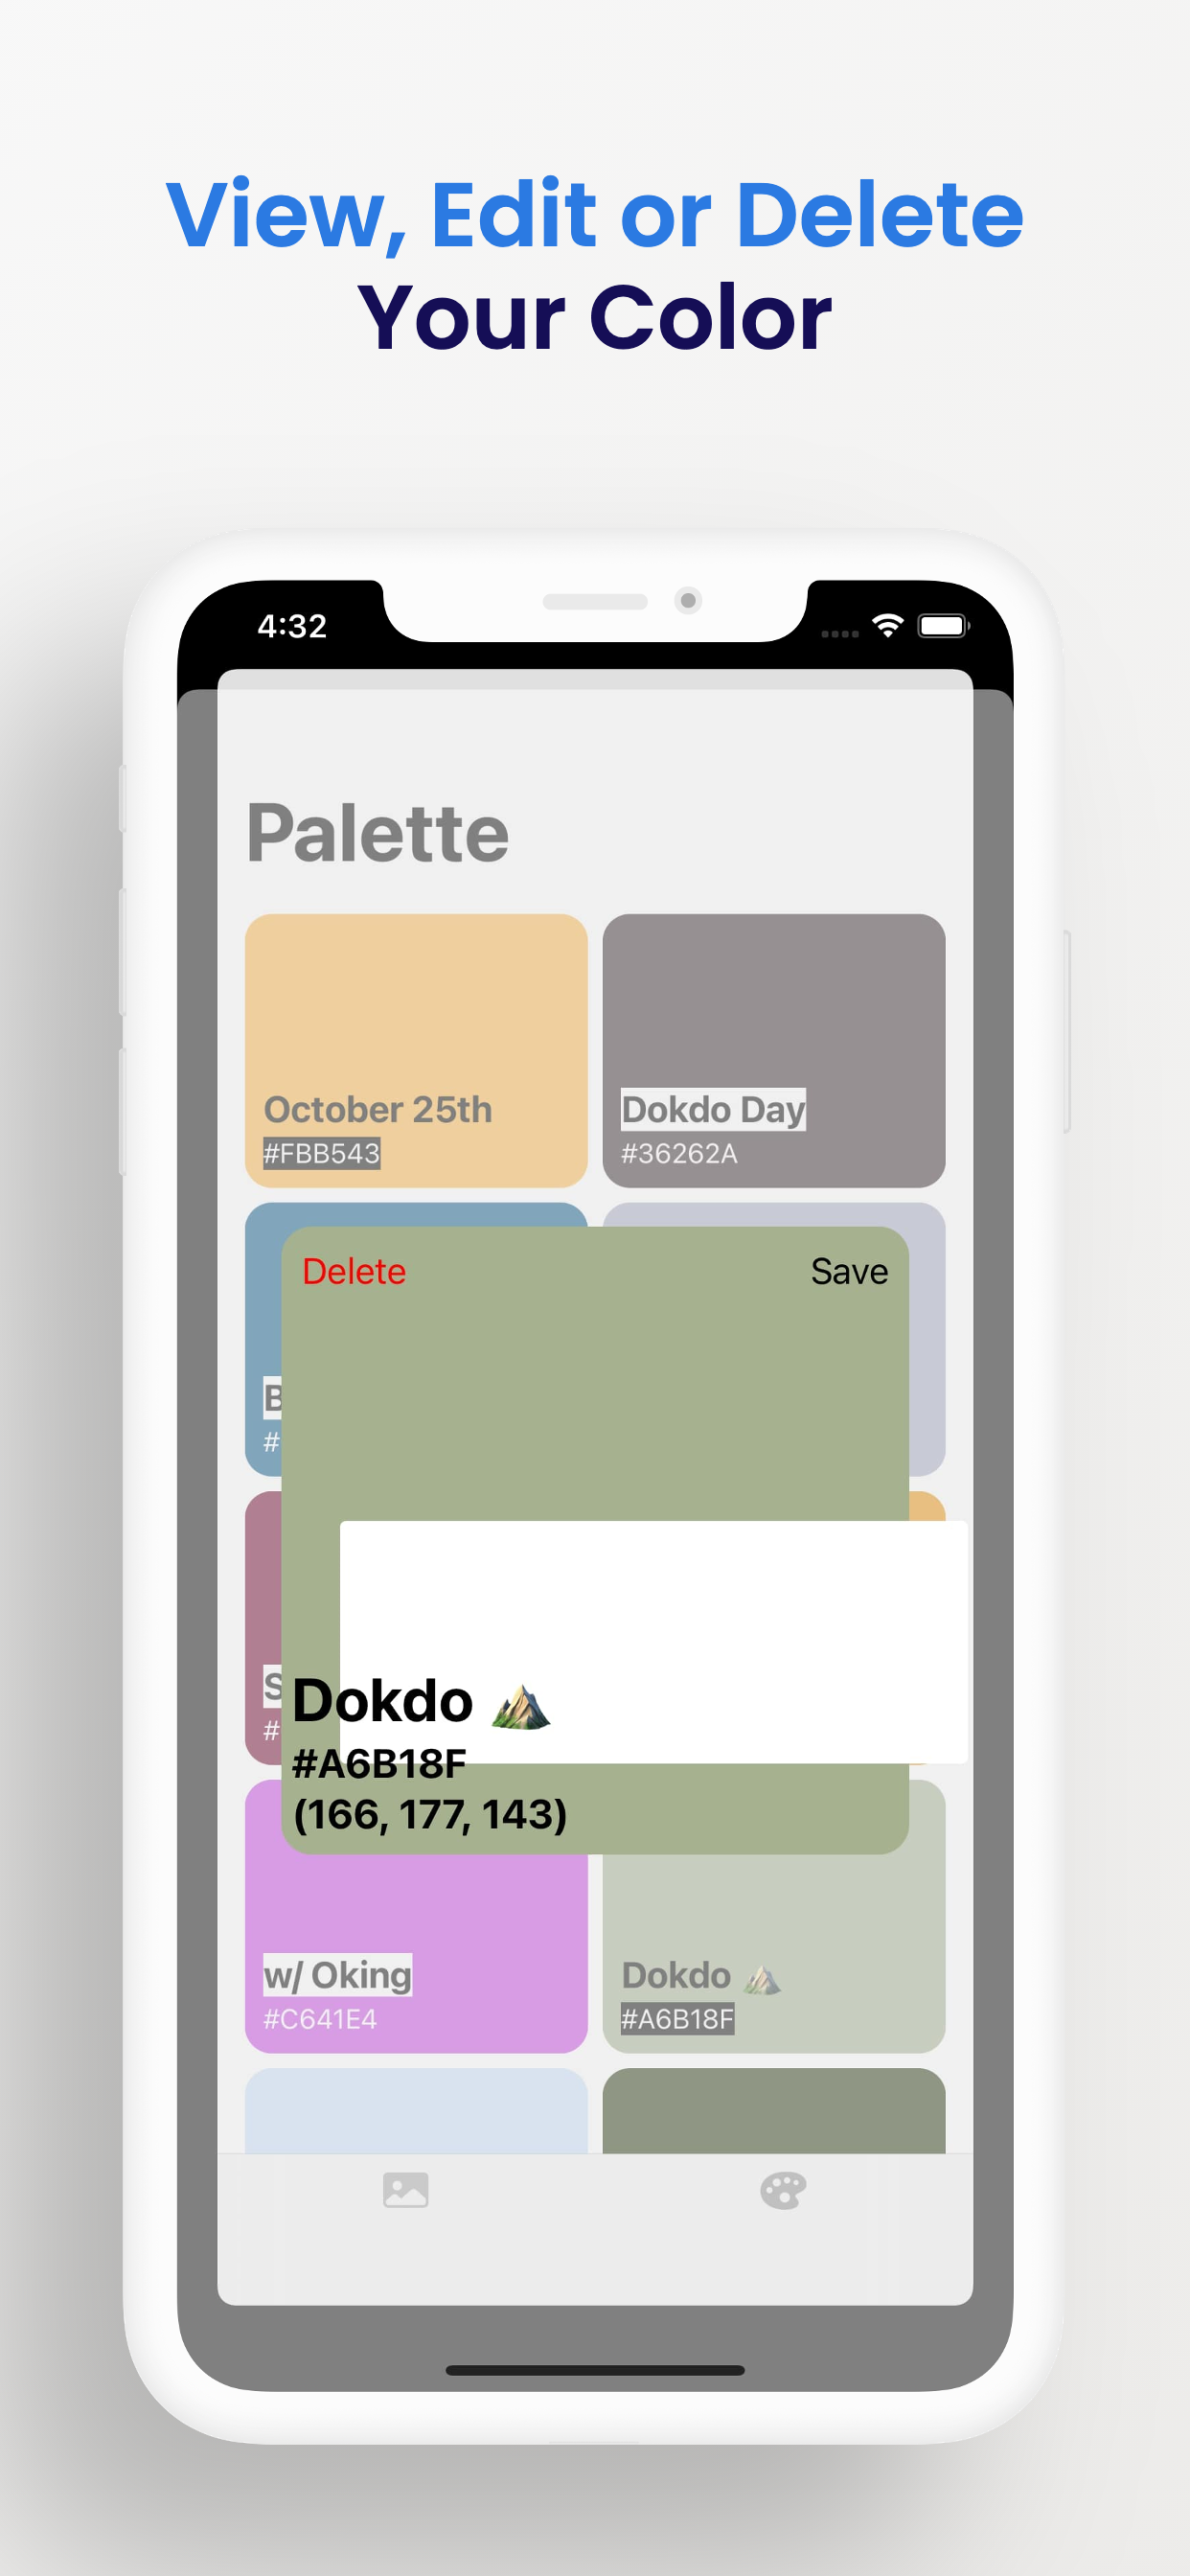 View, Edit or Delete
Your Color
4:32
Palette
October 25th
#FBB543
Dokdo Day
#36262A
Delete
Save
B
#
S
#
Dokdo ⛰️
#A6B18F
(166, 177, 143)
w/ Oking
#C641E4
Dokdo ⛰️
#A6B18F